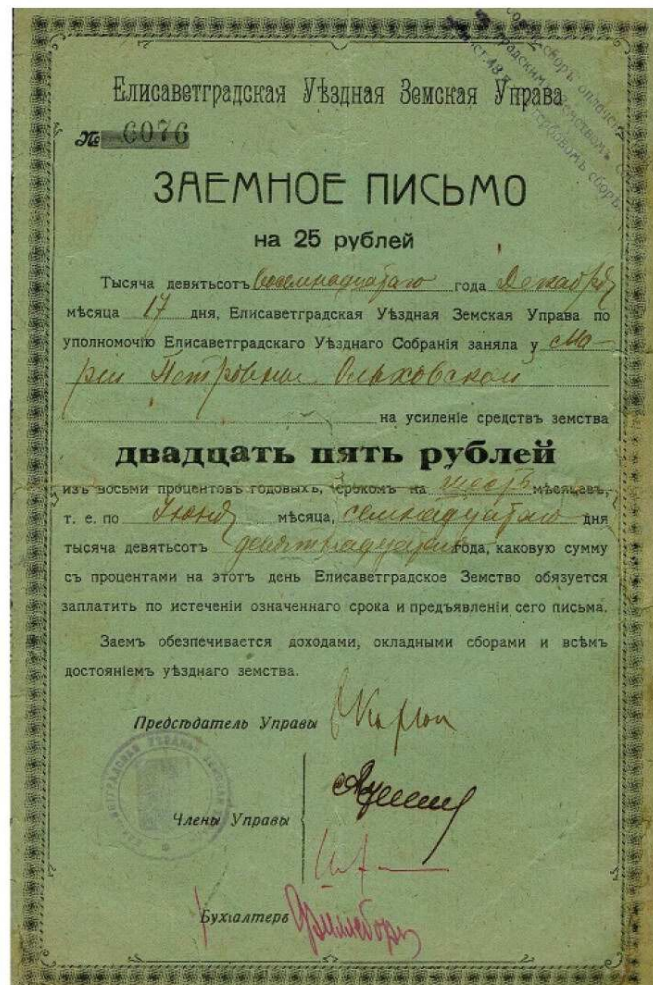 Елисаветградская Уѣздная Земская Управа
№ 6076
ЗАЕМНОЕ ПИСЬМО
на 25 рублей
Тысяча девятьсотъ восемнадцатаго года Декабря
мѣсяца 17 дня, Елисаветградская Уѣздная Земская Управа по
уполномочію Елисаветградскаго Уѣзднаго Собранія заняла у Ма-
ріи Петровны Ольховской
на усиленіе средствъ земства
двадцать пять рублей
изъ восьми процентовъ годовыхъ, срокомъ на шесть мѣсяцевъ,
т. е. по Іюня мѣсяца, семнадцатаго дня
тысяча девятьсотъ девятнадцатаго года, каковую сумму
съ процентами на этотъ день Елисаветградское Земство обязуется
заплатить по истеченіи означеннаго срока и предъявленіи сего письма.
Заемъ обезпечивается доходами, окладными сборами и всѣмъ
достояніемъ уѣзднаго земства.
Предсѣдатель Управы
Члены Управы
Бухгалтеръ